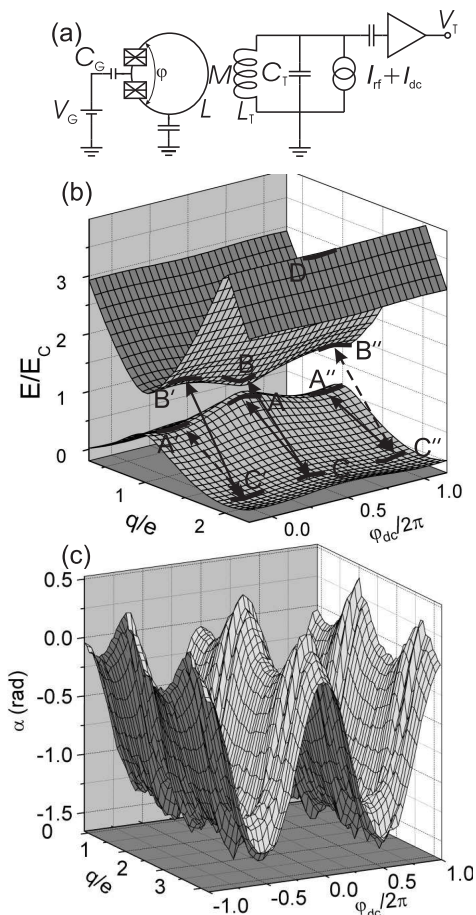 (a)
V_T
C_G
φ
M
C_T
I_rf+I_dc
V_G
L
L_T
(b)
3
2
1
0
E/E_C
D
B
B′
B″
A
A′
A″
C′
C
C″
1
2
q/e
0.0
0.5
1.0
φ_dc/2π
(c)
0.5
0.0
-0.5
-1.0
-1.5
α (rad)
0
1
2
3
q/e
-1.0
-0.5
0.0
0.5
1.0
φ_dc/2π